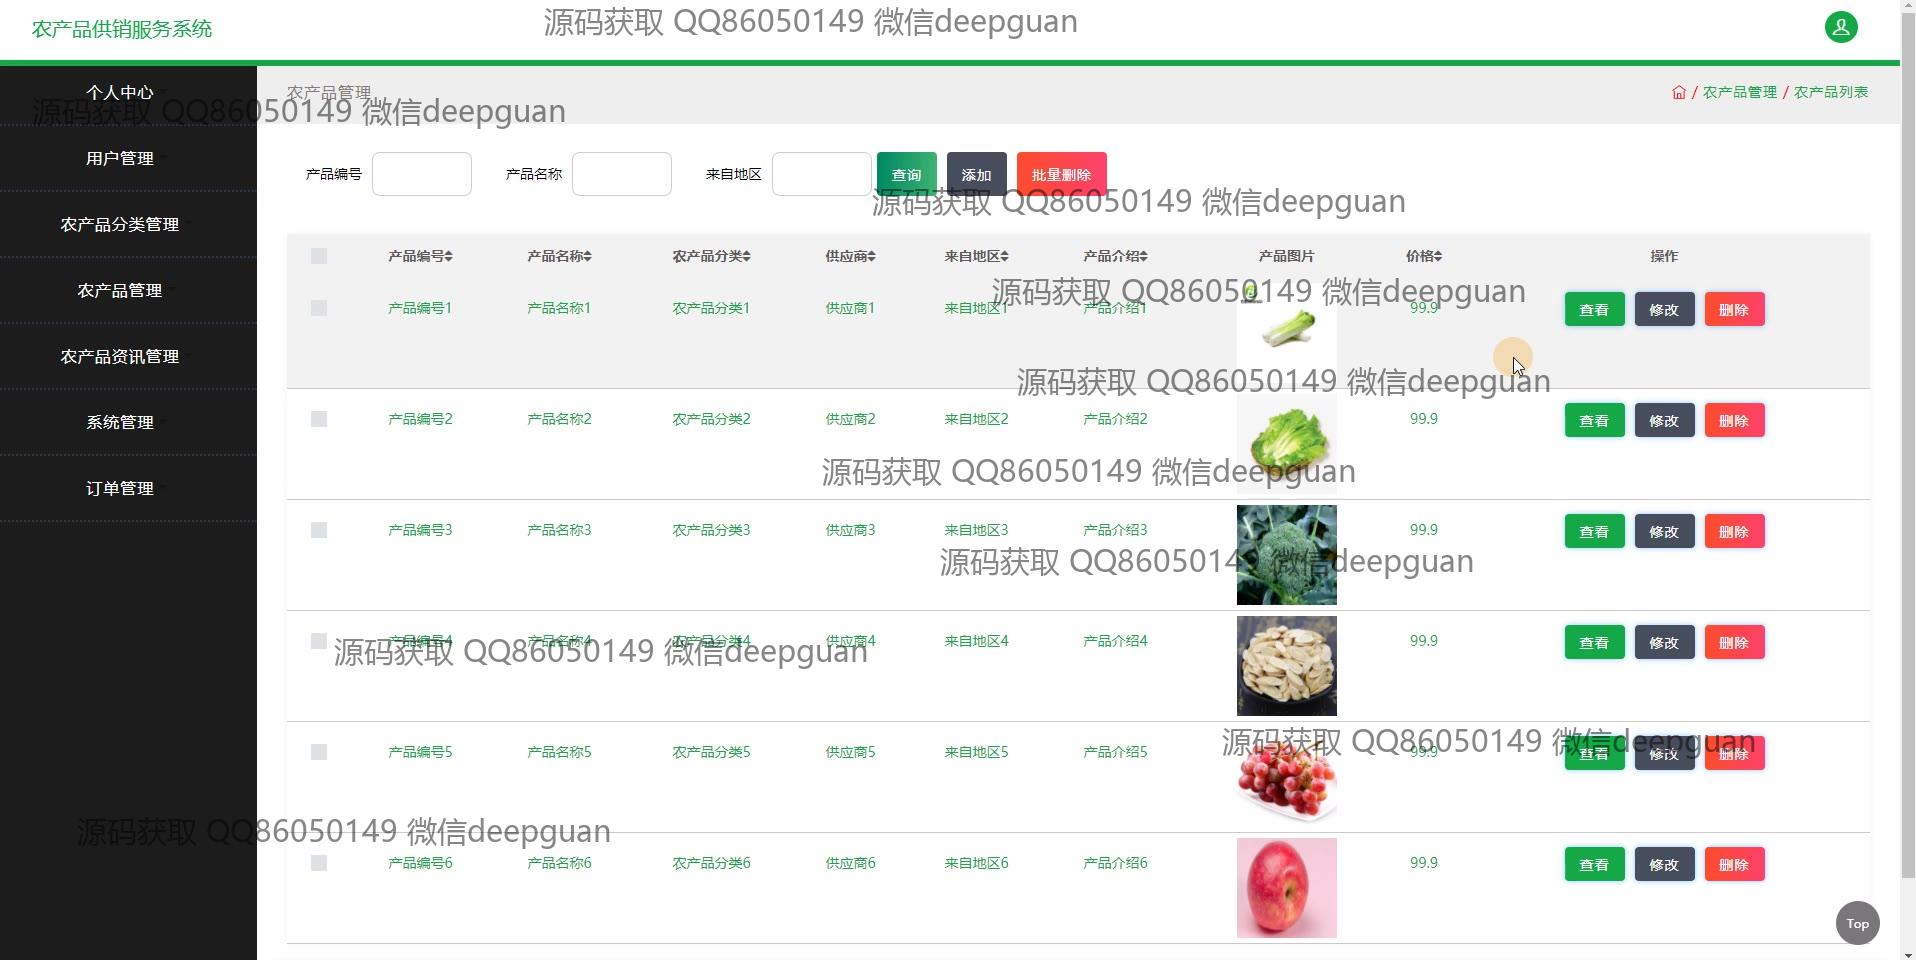 农产品供销服务系统
源码获取 QQ86050149 微信deepguan
个人中心
农产品管理
/ 农产品管理 / 农产品列表
源码获取 QQ86050149 微信deepguan
用户管理
产品编号 产品名称 来自地区 查询 添加 批量删除
源码获取 QQ86050149 微信deepguan
农产品分类管理
产品编号 产品名称 农产品分类 供应商 来自地区 产品介绍 产品图片 价格 操作
农产品管理
源码获取 QQ86050149 微信deepguan
产品编号1 产品名称1 农产品分类1 供应商1 来自地区1 产品介绍1 99.9 查看 修改 删除
农产品资讯管理
源码获取 QQ86050149 微信deepguan
系统管理
产品编号2 产品名称2 农产品分类2 供应商2 来自地区2 产品介绍2 99.9 查看 修改 删除
源码获取 QQ86050149 微信deepguan
订单管理
产品编号3 产品名称3 农产品分类3 供应商3 来自地区3 产品介绍3 99.9 查看 修改 删除
源码获取 QQ86050149 微信deepguan
产品编号4 产品名称4 农产品分类4 供应商4 来自地区4 产品介绍4 99.9 查看 修改 删除
源码获取 QQ86050149 微信deepguan
源码获取 QQ86050149 微信deepguan
产品编号5 产品名称5 农产品分类5 供应商5 来自地区5 产品介绍5 99.9 查看 修改 删除
源码获取 QQ86050149 微信deepguan
产品编号6 产品名称6 农产品分类6 供应商6 来自地区6 产品介绍6 99.9 查看 修改 删除
Top